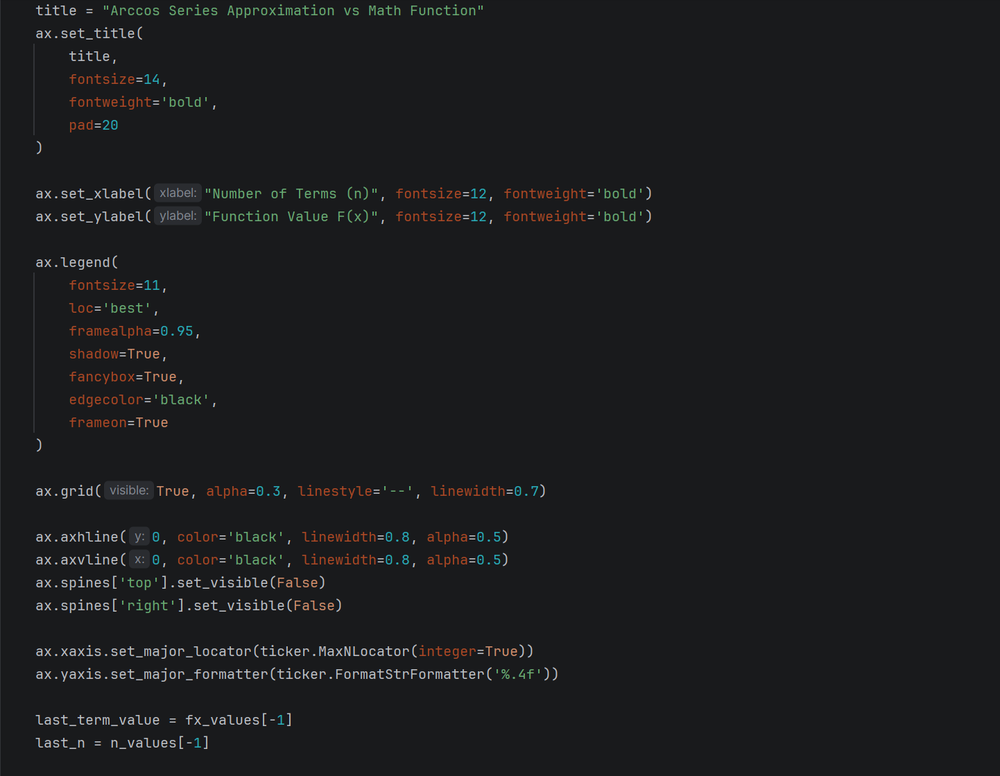 title = "Arccos Series Approximation vs Math Function"
ax.set_title(
    title,
    fontsize=14,
    fontweight='bold',
    pad=20
)

ax.set_xlabel( xlabel: "Number of Terms (n)", fontsize=12, fontweight='bold')
ax.set_ylabel( ylabel: "Function Value F(x)", fontsize=12, fontweight='bold')

ax.legend(
    fontsize=11,
    loc='best',
    framealpha=0.95,
    shadow=True,
    fancybox=True,
    edgecolor='black',
    frameon=True
)

ax.grid( visible: True, alpha=0.3, linestyle='--', linewidth=0.7)

ax.axhline( y: 0, color='black', linewidth=0.8, alpha=0.5)
ax.axvline( x: 0, color='black', linewidth=0.8, alpha=0.5)
ax.spines['top'].set_visible(False)
ax.spines['right'].set_visible(False)

ax.xaxis.set_major_locator(ticker.MaxNLocator(integer=True))
ax.yaxis.set_major_formatter(ticker.FormatStrFormatter('%.4f'))

last_term_value = fx_values[-1]
last_n = n_values[-1]